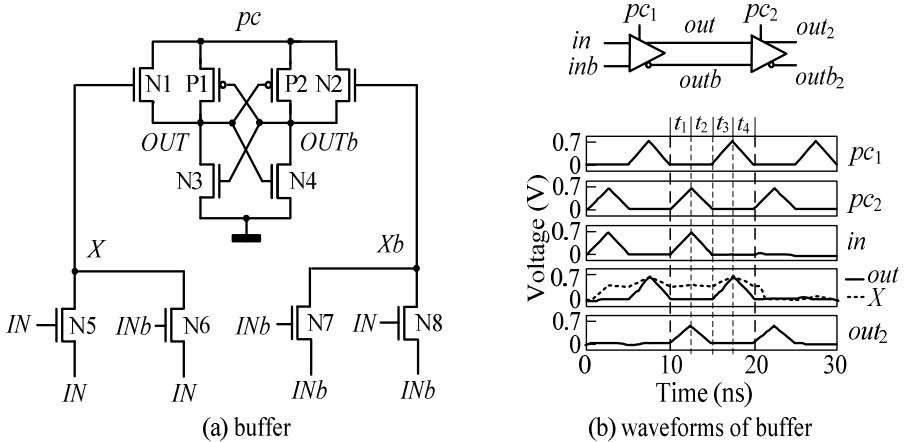 pc
N1
P1
P2
N2
OUT
OUTb
N3
N4
X
Xb
IN
N5
INb
N6
INb
N7
IN
N8
IN
IN
INb
INb
(a) buffer
pc1
pc2
in
inb
out
outb
out2
outb2
t1
t2
t3
t4
Voltage (V)
0.7
0
pc1
0.7
0
pc2
0.7
0
in
0.7
0
out
X
0.7
0
out2
0
10
20
30
Time (ns)
(b) waveforms of buffer